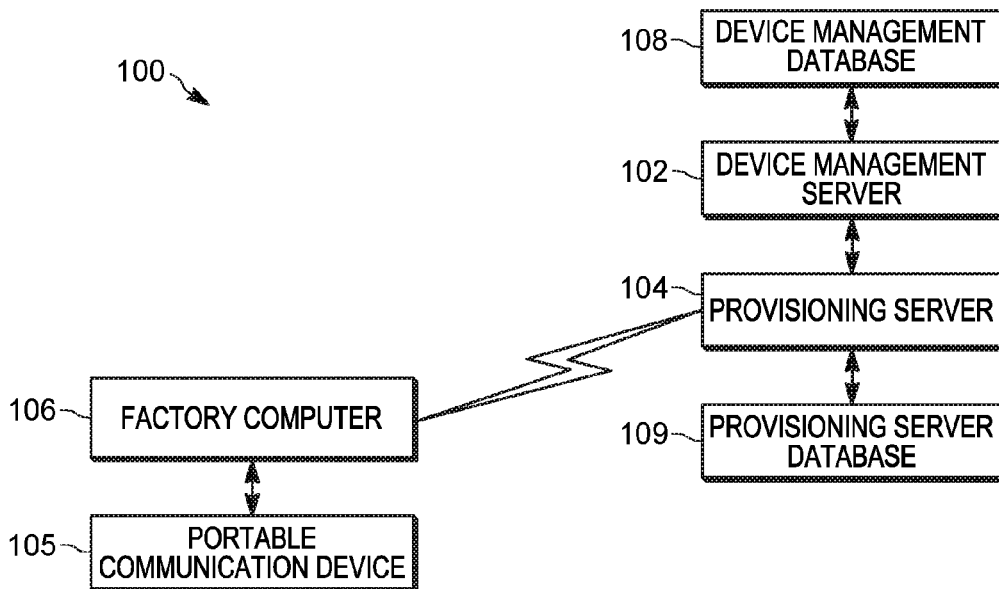 100
108
DEVICE MANAGEMENT
DATABASE
102
DEVICE MANAGEMENT
SERVER
104
PROVISIONING SERVER
106
FACTORY COMPUTER
109
PROVISIONING SERVER
DATABASE
105
PORTABLE
COMMUNICATION DEVICE